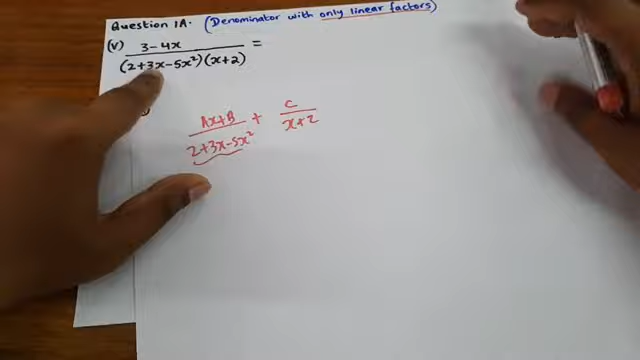 Question 1A. (Denominator with only linear factors)
(v) 3-4x / (2+3x-5x²)(x+2) =
Ax+B / 2+3x-5x² + C / x+2